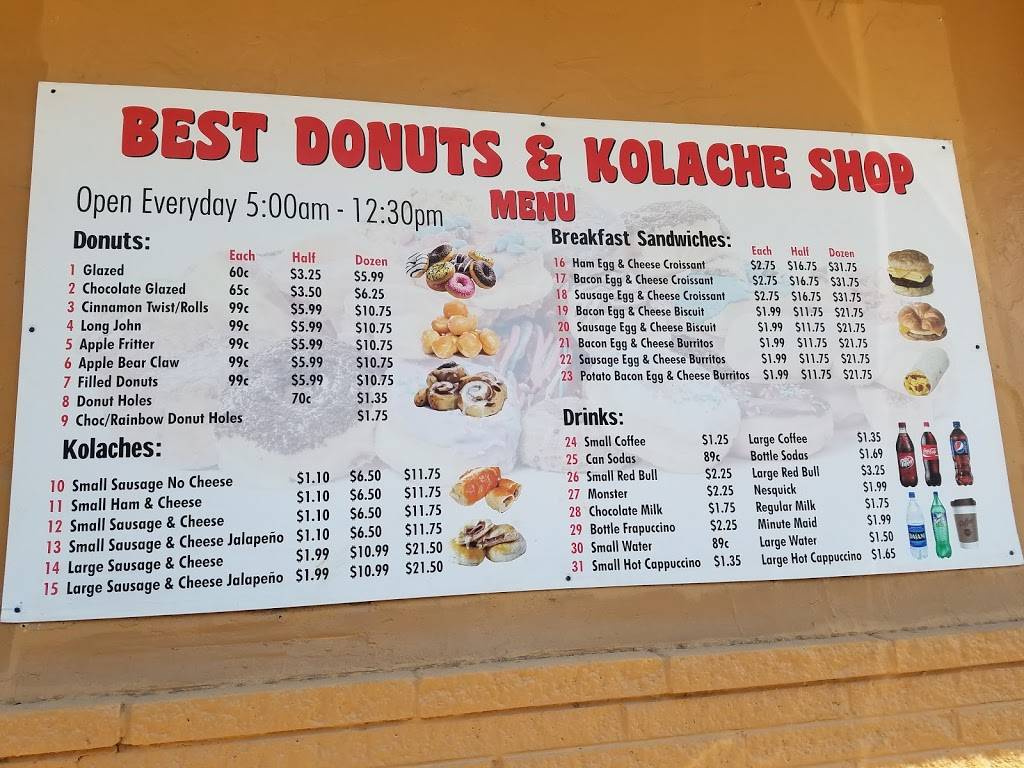 BEST DONUTS & KOLACHE SHOP
MENU
Open Everyday 5:00am - 12:30pm
Donuts:
Each Half Dozen
1 Glazed 60c $3.25 $5.99
2 Chocolate Glazed 65c $3.50 $6.25
3 Cinnamon Twist/Rolls 99c $5.99 $10.75
4 Long John 99c $5.99 $10.75
5 Apple Fritter 99c $5.99 $10.75
6 Apple Bear Claw 99c $5.99 $10.75
7 Filled Donuts 99c $5.99 $10.75
8 Donut Holes 70c $1.35
9 Choc/Rainbow Donut Holes $1.75
Kolaches:
10 Small Sausage No Cheese $1.10 $6.50 $11.75
11 Small Ham & Cheese $1.10 $6.50 $11.75
12 Small Sausage & Cheese $1.10 $6.50 $11.75
13 Small Sausage & Cheese Jalapeño $1.10 $6.50 $11.75
14 Large Sausage & Cheese $1.99 $10.99 $21.50
15 Large Sausage & Cheese Jalapeño $1.99 $10.99 $21.50
Breakfast Sandwiches:
Each Half Dozen
16 Ham Egg & Cheese Croissant $2.75 $16.75 $31.75
17 Bacon Egg & Cheese Croissant $2.75 $16.75 $31.75
18 Sausage Egg & Cheese Croissant $2.75 $16.75 $31.75
19 Bacon Egg & Cheese Biscuit $1.99 $11.75 $21.75
20 Sausage Egg & Cheese Biscuit $1.99 $11.75 $21.75
21 Bacon Egg & Cheese Burritos $1.99 $11.75 $21.75
22 Sausage Egg & Cheese Burritos $1.99 $11.75 $21.75
23 Potato Bacon Egg & Cheese Burritos $1.99 $11.75 $21.75
Drinks:
24 Small Coffee $1.25 Large Coffee $1.35
25 Can Sodas 89c Bottle Sodas $1.69
26 Small Red Bull $2.25 Large Red Bull $3.25
27 Monster $2.25 Nesquick $1.99
28 Chocolate Milk $1.75 Regular Milk $1.75
29 Bottle Frapuccino $2.25 Minute Maid $1.99
30 Small Water 89c Large Water $1.50
31 Small Hot Cappuccino $1.35 Large Hot Cappuccino $1.65